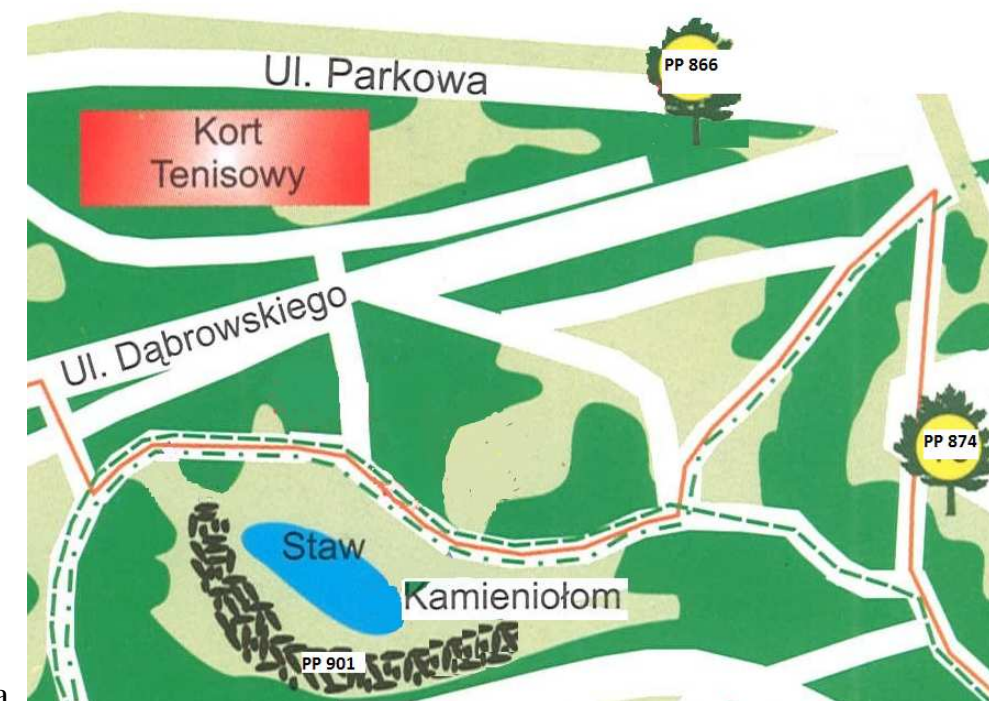 Ul. Parkowa
PP 866
Kort
Tenisowy
Ul. Dąbrowskiego
PP 874
Staw
Kamieniołom
PP 901
a